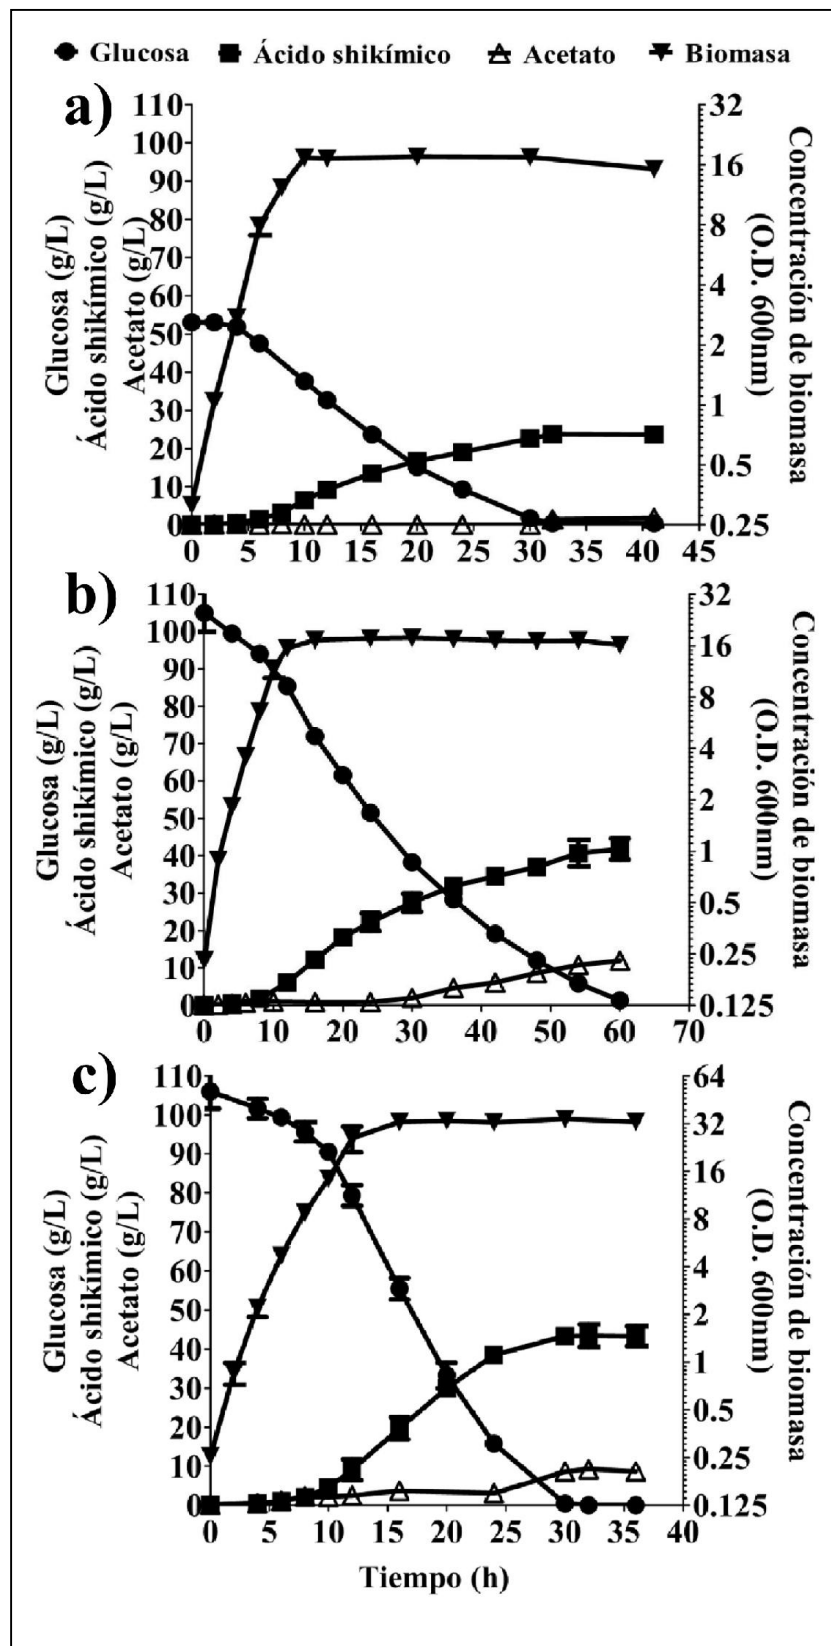 Glucosa Ácido shikímico Acetato Biomasa
a)
110
100
90
80
70
60
50
40
30
20
10
0
Glucosa (g/L)
Ácido shikímico (g/L)
Acetato (g/L)
32
16
8
4
2
1
0.5
0.25
Concentración de biomasa
(O.D. 600nm)
0 5 10 15 20 25 30 35 40 45
b)
110
100
90
80
70
60
50
40
30
20
10
0
Glucosa (g/L)
Ácido shikímico (g/L)
Acetato (g/L)
32
16
8
4
2
1
0.5
0.25
0.125
Concentración de biomasa
(O.D. 600nm)
0 10 20 30 40 50 60 70
c)
110
100
90
80
70
60
50
40
30
20
10
0
Glucosa (g/L)
Ácido shikímico (g/L)
Acetato (g/L)
64
32
16
8
4
2
1
0.5
0.25
0.125
Concentración de biomasa
(O.D. 600nm)
0 5 10 15 20 25 30 35 40
Tiempo (h)